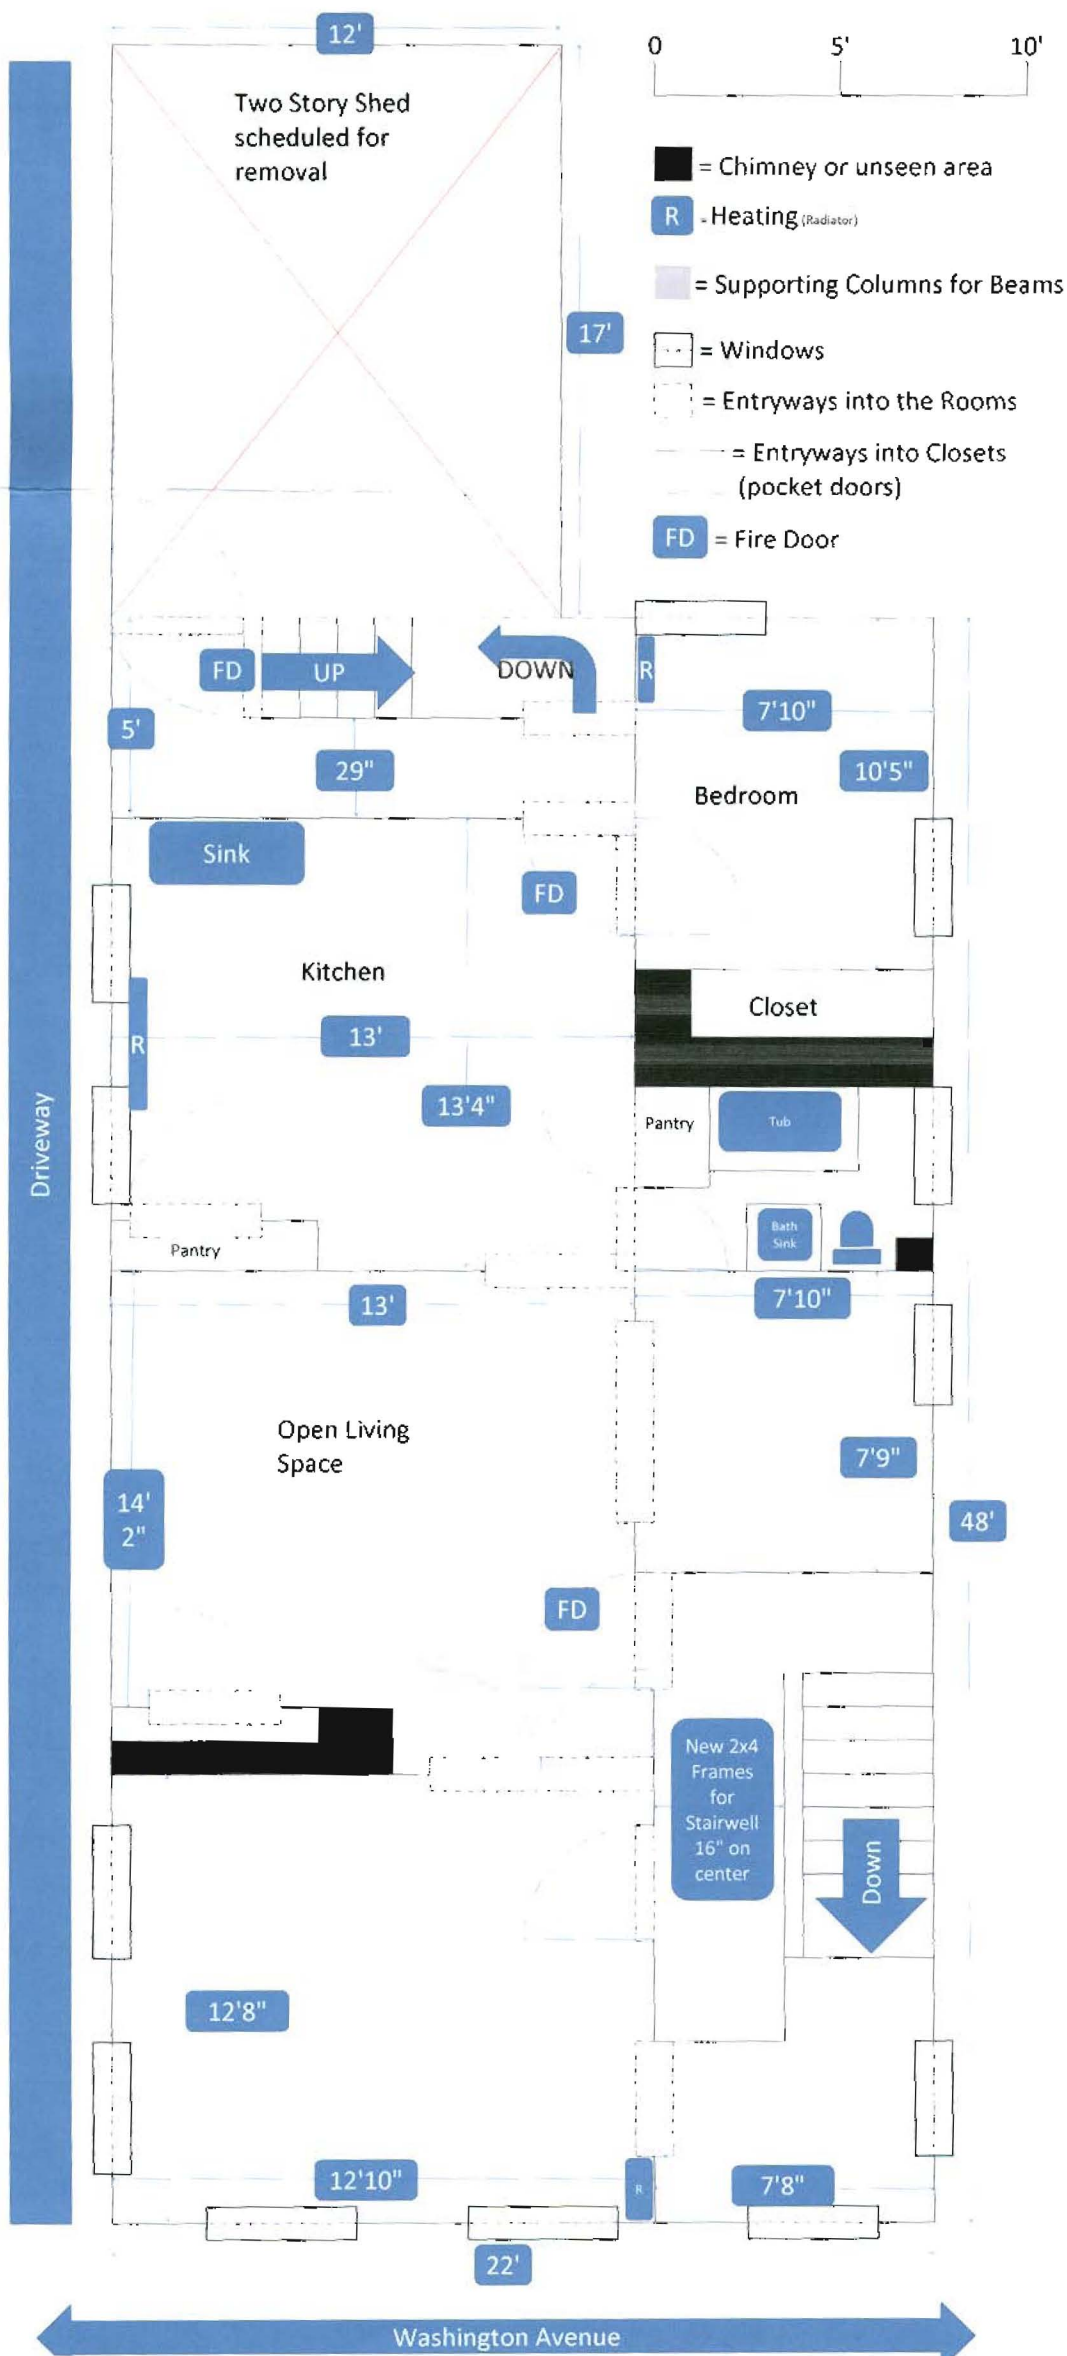 12'
0 5' 10'
Two Story Shed
scheduled for
removal
= Chimney or unseen area
R = Heating (Radiator)
= Supporting Columns for Beams
17'
= Windows
= Entryways into the Rooms
= Entryways into Closets
(pocket doors)
FD = Fire Door
FD UP DOWN R
7'10"
5'
29" 10'5"
Bedroom
Sink
FD
Kitchen
Closet
13'
R
13'4"
Pantry Tub
Driveway
Bath
Sink
Pantry
13' 7'10"
Open Living
Space
7'9"
14'
2"
48'
FD
New 2x4
Frames
for
Stairwell
16" on
center
Down
12'8"
12'10" R 7'8"
22'
Washington Avenue